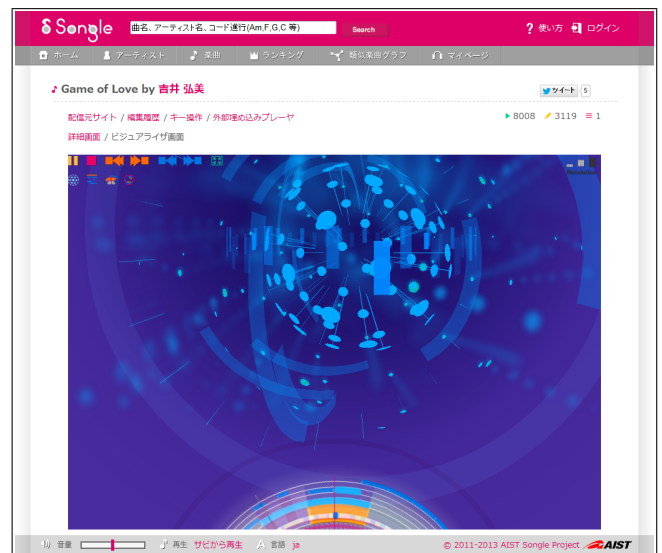 Songle 曲名、アーティスト名、コード進行(Am,F,G,C 等) Search ? 使い方 ログイン
ホーム アーティスト 楽曲 ランキング 類似楽曲グラフ マイページ
Game of Love by 吉井 弘美 ツイート 5
配信元サイト / 編集履歴 / キー操作 / 外部埋め込みプレーヤ 8008 3119 1
詳細画面 / ビジュアライザ画面
音量 再生 サビから再生 言語 ja © 2011-2013 AIST Songle Project AIST